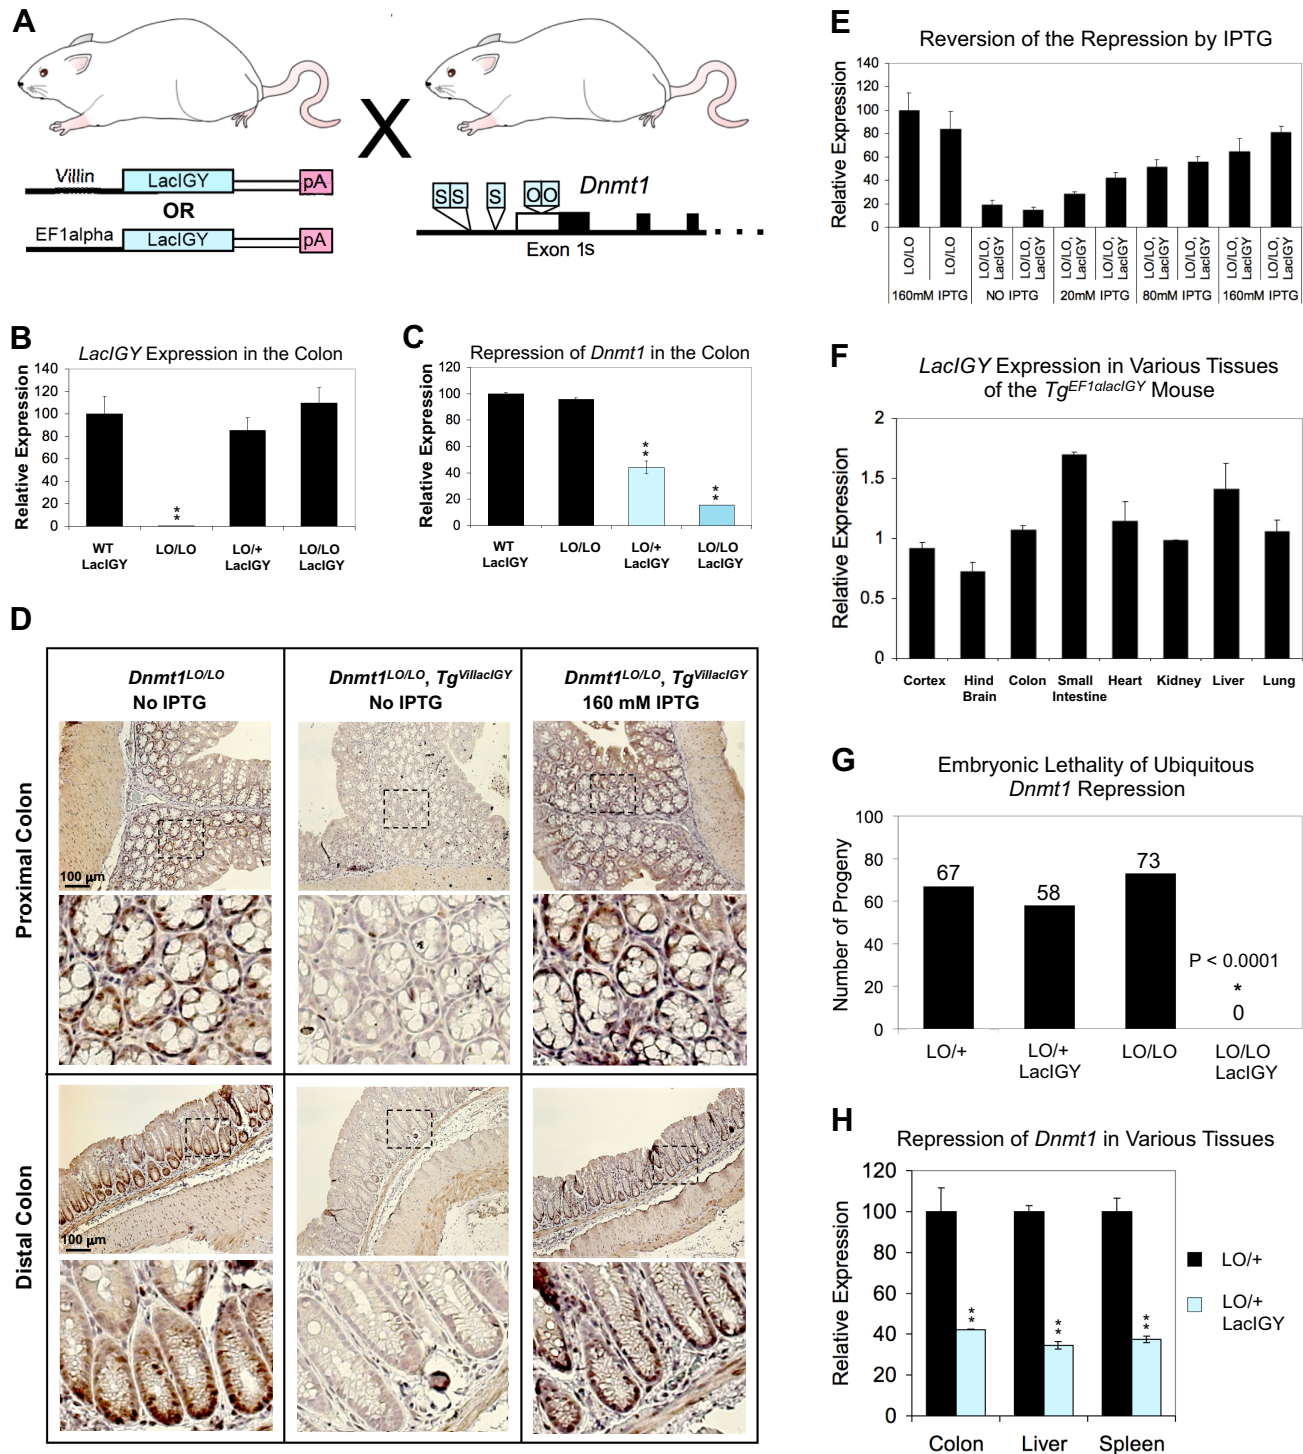 A
Villin
LacIGY
pA
OR
EF1alpha
LacIGY
pA
X
S S
S
O O
Dnmt1
Exon 1s
B
LacIGY Expression in the Colon
Relative Expression
140
120
100
80
60
40
20
0
**
WT LacIGY
LO/LO
LO/+ LacIGY
LO/LO LacIGY
C
Repression of Dnmt1 in the Colon
Relative Expression
120
100
80
60
40
20
0
**
**
WT LacIGY
LO/LO
LO/+ LacIGY
LO/LO LacIGY
D
Dnmt1LO/LO
No IPTG
Dnmt1LO/LO, TgVillacIGY
No IPTG
Dnmt1LO/LO, TgVillacIGY
160 mM IPTG
Proximal Colon
100 µm
Distal Colon
100 µm
E
Reversion of the Repression by IPTG
Relative Expression
140
120
100
80
60
40
20
0
LO/LO
LO/LO
LO/LO, LacIGY
LO/LO, LacIGY
LO/LO, LacIGY
LO/LO, LacIGY
LO/LO, LacIGY
LO/LO, LacIGY
LO/LO, LacIGY
LO/LO, LacIGY
160mM IPTG
NO IPTG
20mM IPTG
80mM IPTG
160mM IPTG
F
LacIGY Expression in Various Tissues
of the TgEF1αlacIGY Mouse
Relative Expression
2
1.5
1
0.5
0
Cortex
Hind Brain
Colon
Small Intestine
Heart
Kidney
Liver
Lung
G
Embryonic Lethality of Ubiquitous
Dnmt1 Repression
Number of Progeny
100
80
60
40
20
0
67
58
73
P < 0.0001
*
0
LO/+
LO/+ LacIGY
LO/LO
LO/LO LacIGY
H
Repression of Dnmt1 in Various Tissues
Relative Expression
120
100
80
60
40
20
0
**
**
**
Colon
Liver
Spleen
LO/+
LO/+
LacIGY